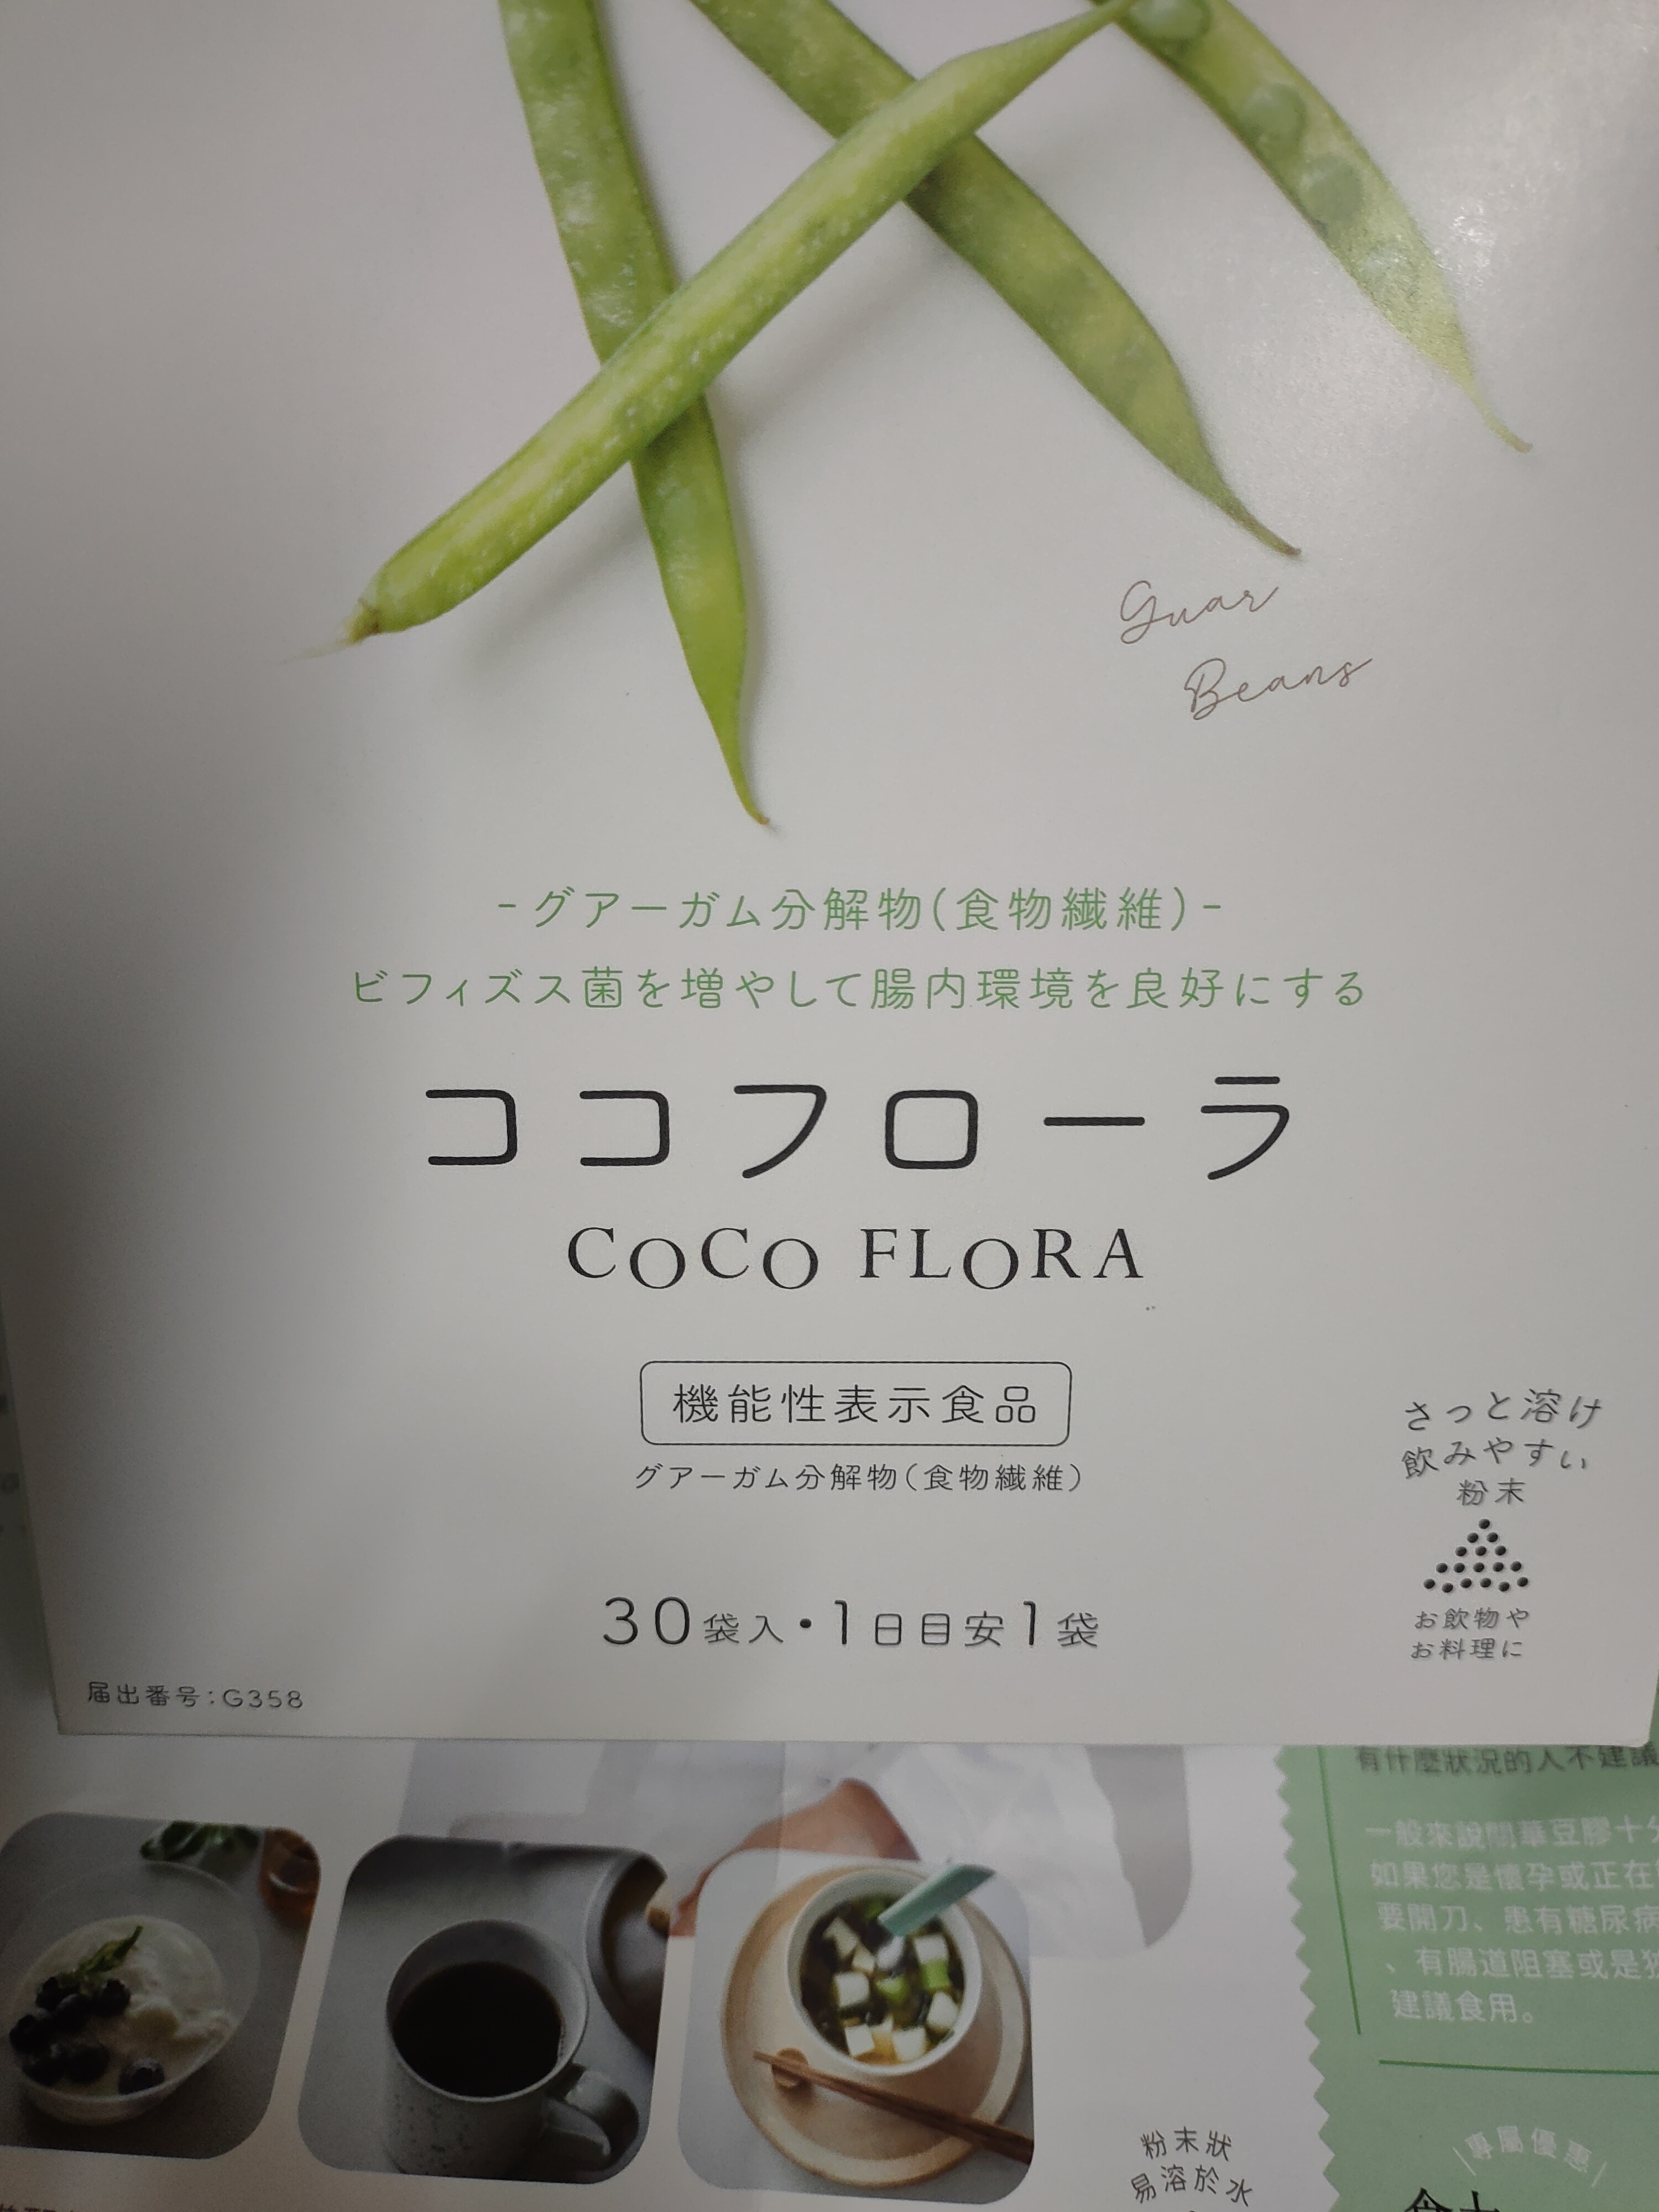 Guar
Beans
-グアーガム分解物(食物繊維)-
ビフィズス菌を増やして腸内環境を良好にする
ココフローラ
COCO FLORA
機能性表示食品
グアーガム分解物(食物繊維)
30袋入・1日目安1袋
さっと溶け
飲みやすい
粉末
お飲物や
お料理に
届出番号:G358
有什麼狀況的人不建議
一般來說關華豆膠十分
如果您是懷孕或正在
要開刀、患有糖尿病
、有腸道阻塞或是
建議食用。
粉末狀
易溶於水
專屬優惠